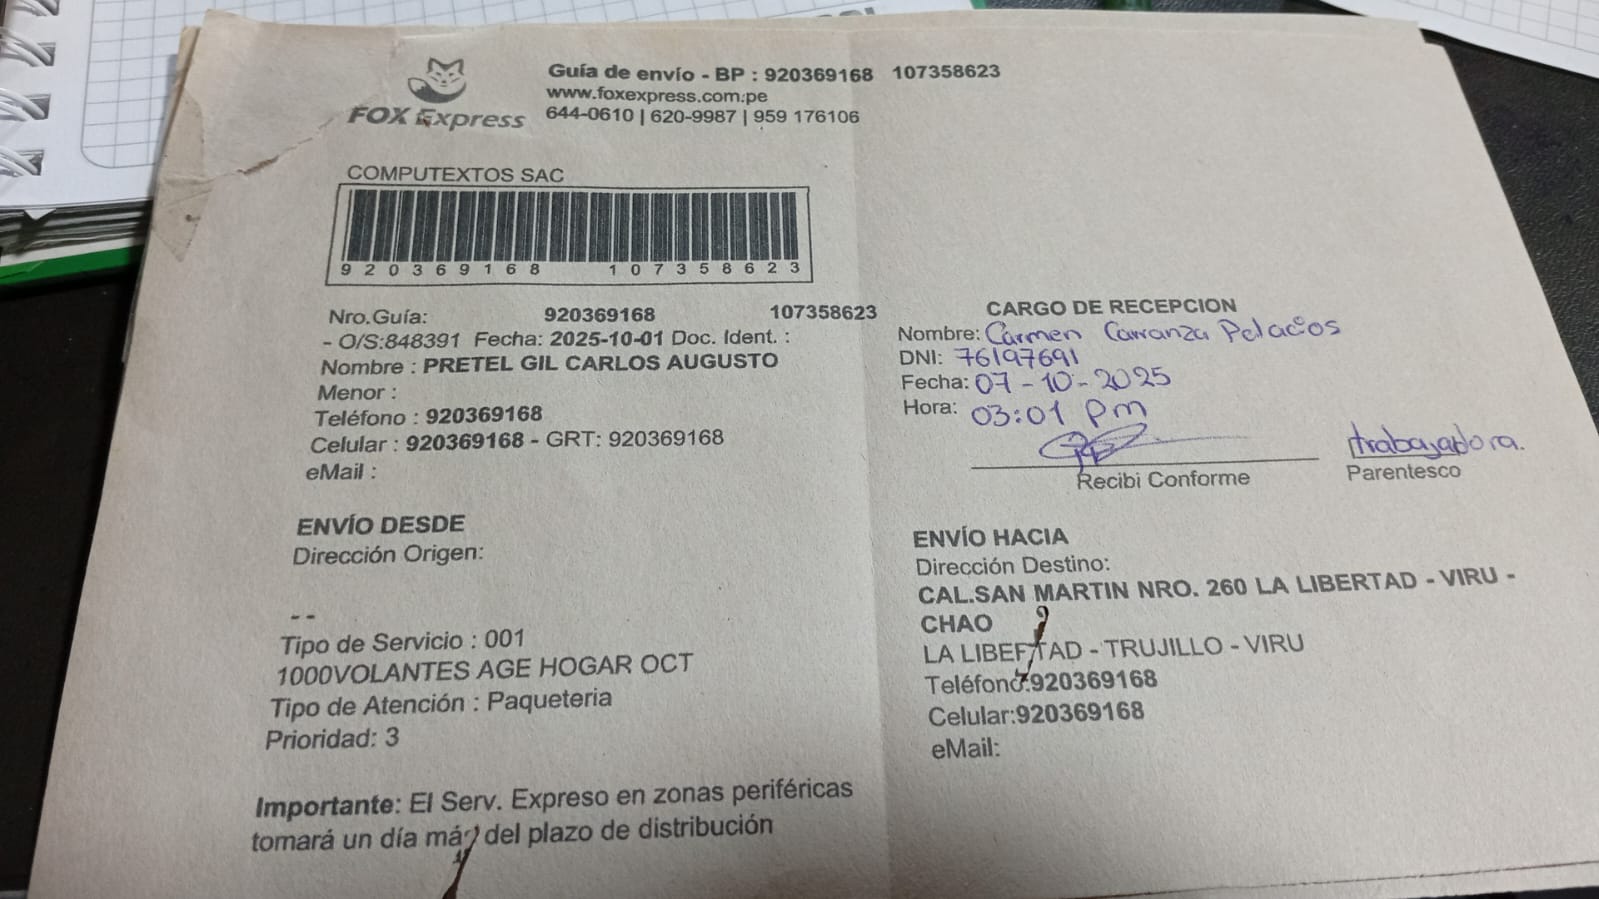 FOX Express
Guía de envío - BP : 920369168 107358623
www.foxexpress.com.pe
644-0610 | 620-9987 | 959 176106
COMPUTEXTOS SAC
920369168 107358623
Nro.Guía: 920369168 107358623
- O/S:848391 Fecha: 2025-10-01 Doc. Ident. :
Nombre : PRETEL GIL CARLOS AUGUSTO
Menor :
Teléfono : 920369168
Celular : 920369168 - GRT: 920369168
eMail :
CARGO DE RECEPCION
Nombre: Carmen Carranza Pelacios
DNI: 76197691
Fecha: 07-10-2025
Hora: 03:01 pm
trabajadora.
Recibi Conforme
Parentesco
ENVÍO DESDE
Dirección Origen:
- -
Tipo de Servicio : 001
1000VOLANTES AGE HOGAR OCT
Tipo de Atención : Paqueteria
Prioridad: 3
ENVÍO HACIA
Dirección Destino:
CAL.SAN MARTIN NRO. 260 LA LIBERTAD - VIRU -
CHAO
LA LIBERTAD - TRUJILLO - VIRU
Teléfono:920369168
Celular:920369168
eMail:
Importante: El Serv. Expreso en zonas periféricas
tomará un día más del plazo de distribución